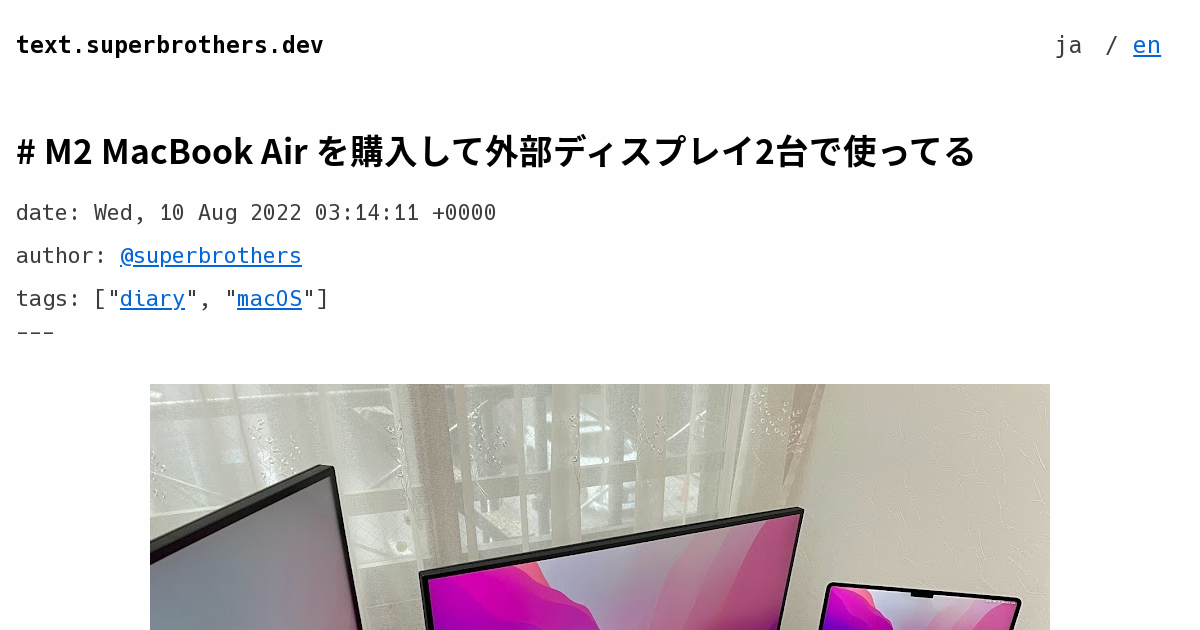 text.superbrothers.dev
ja / en
# M2 MacBook Air を購入して外部ディスプレイ2台で使ってる
date: Wed, 10 Aug 2022 03:14:11 +0000
author: @superbrothers
tags: ["diary", "macOS"]
---